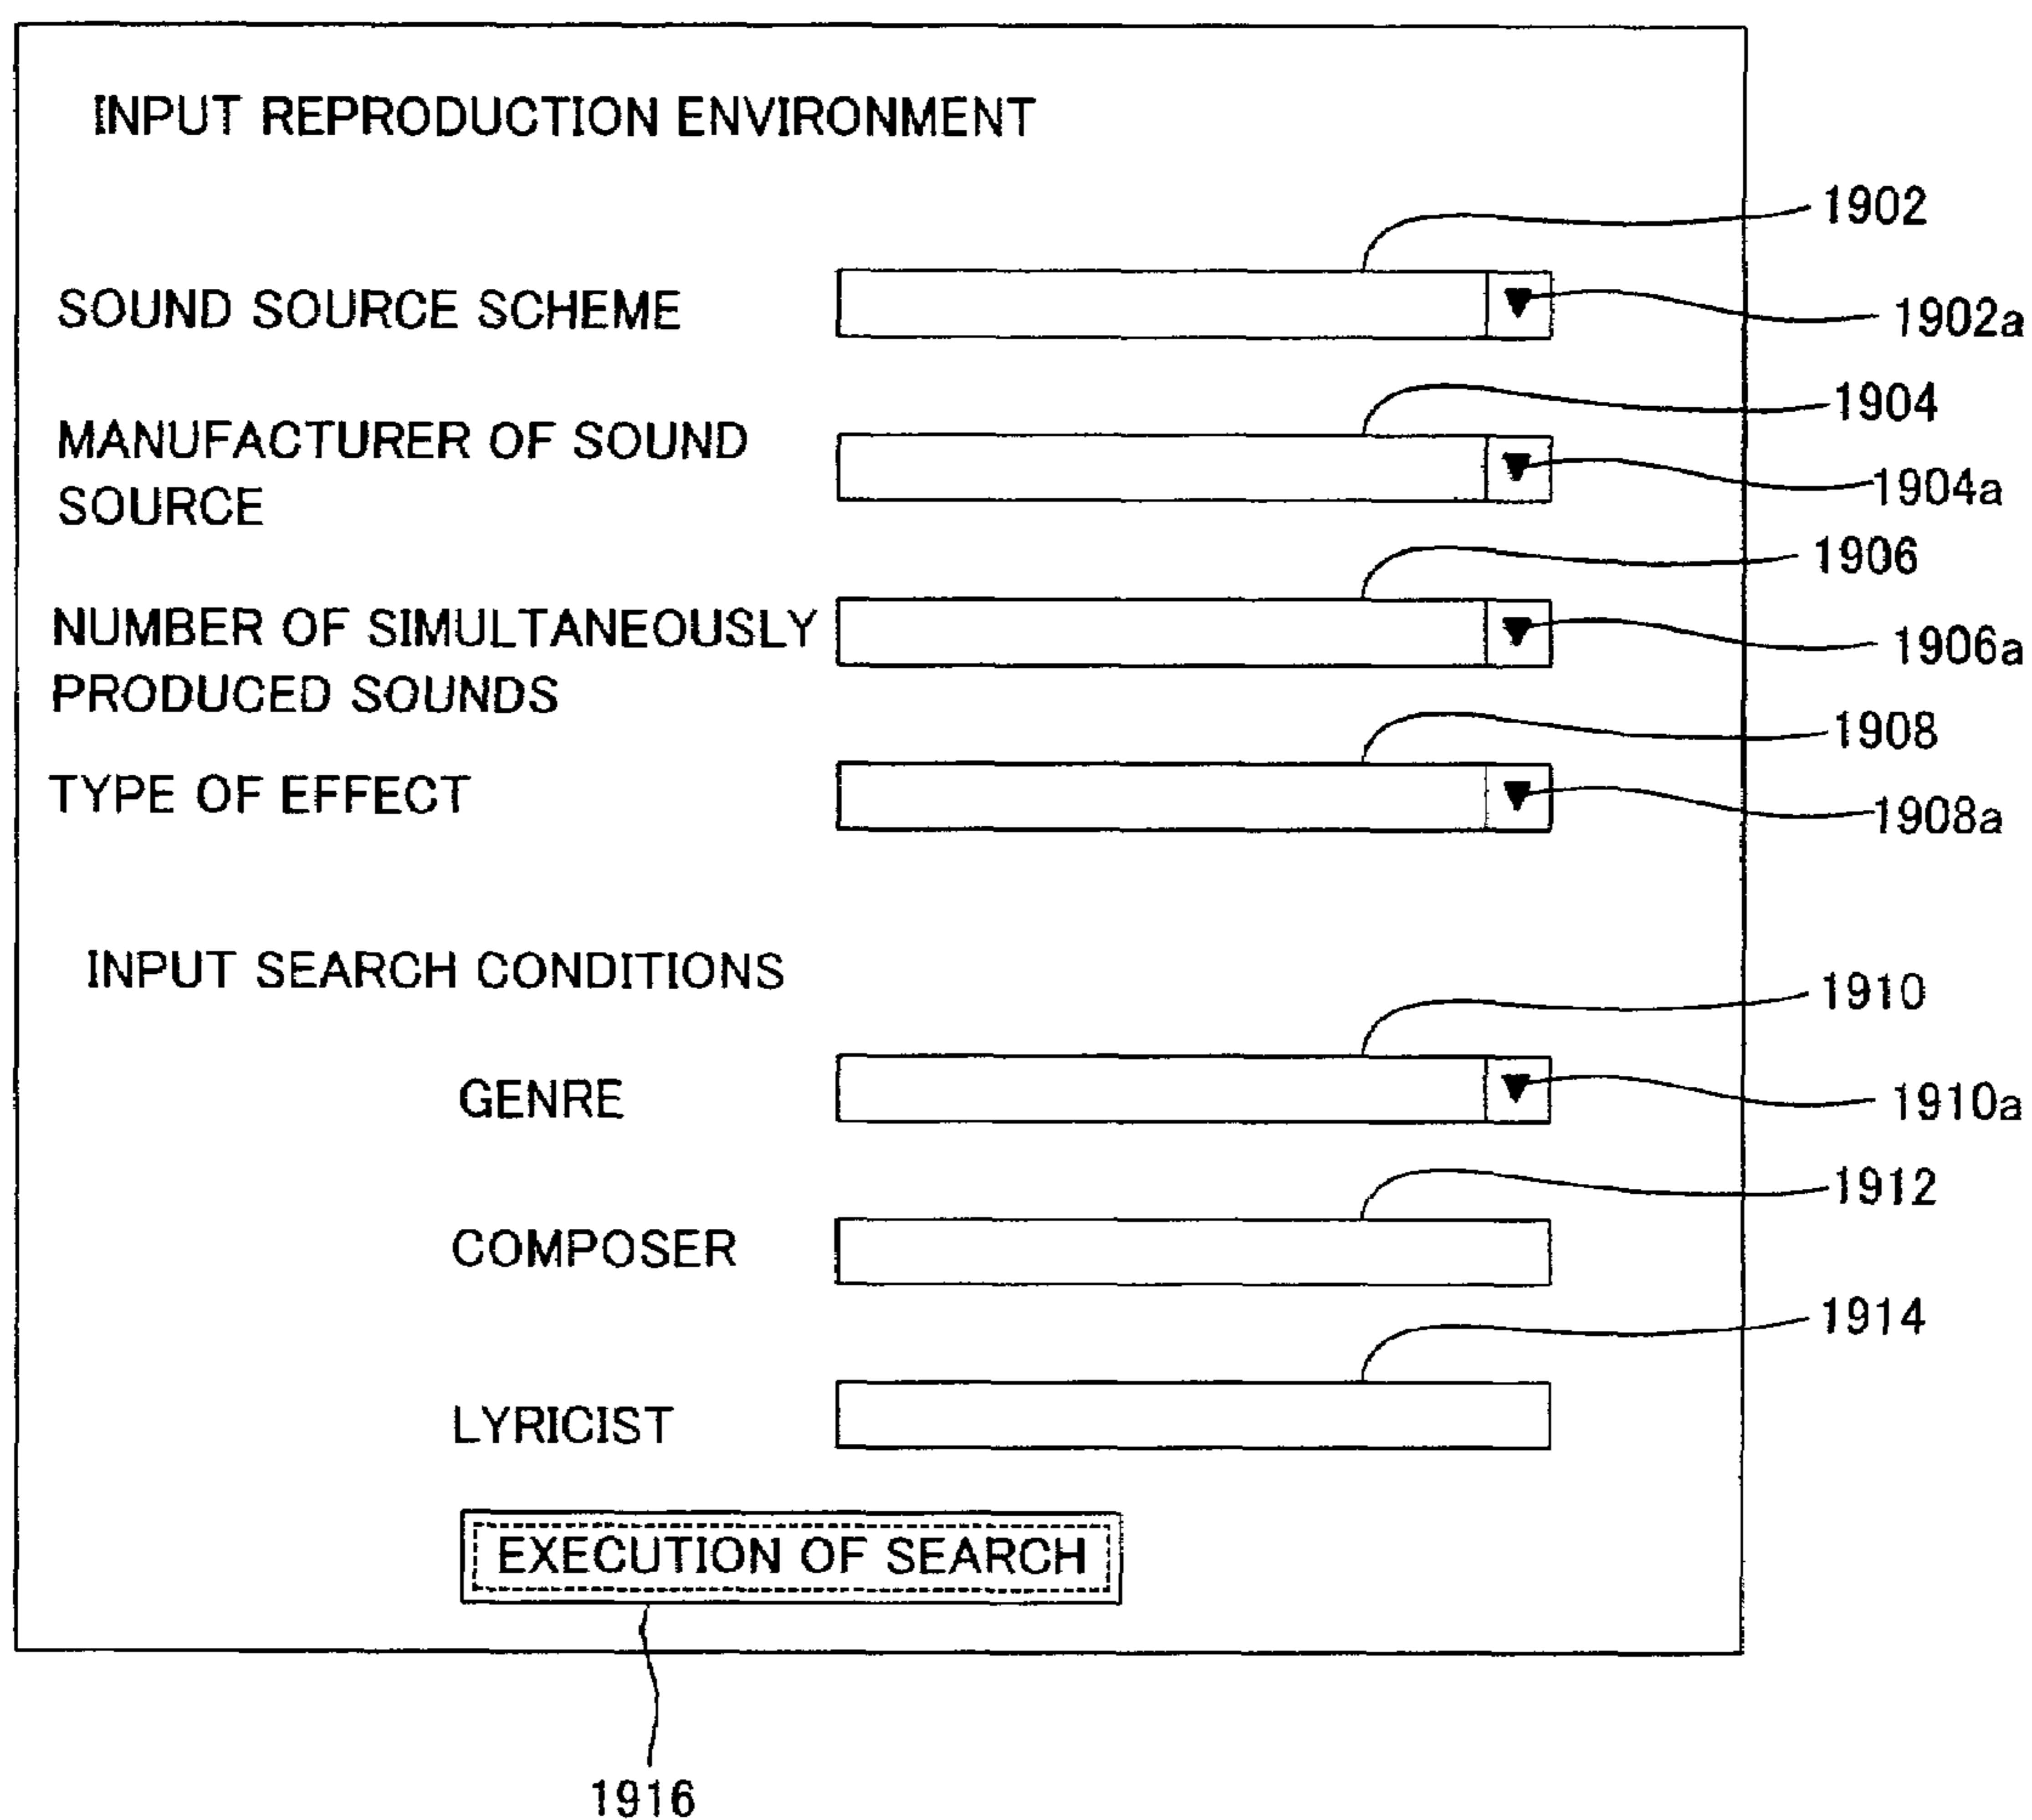 INPUT REPRODUCTION ENVIRONMENT
1902
SOUND SOURCE SCHEME
1902a
1904
MANUFACTURER OF SOUND
SOURCE
1904a
1906
NUMBER OF SIMULTANEOUSLY
PRODUCED SOUNDS
1906a
1908
TYPE OF EFFECT
1908a
INPUT SEARCH CONDITIONS
1910
GENRE
1910a
1912
COMPOSER
1914
LYRICIST
EXECUTION OF SEARCH
1916